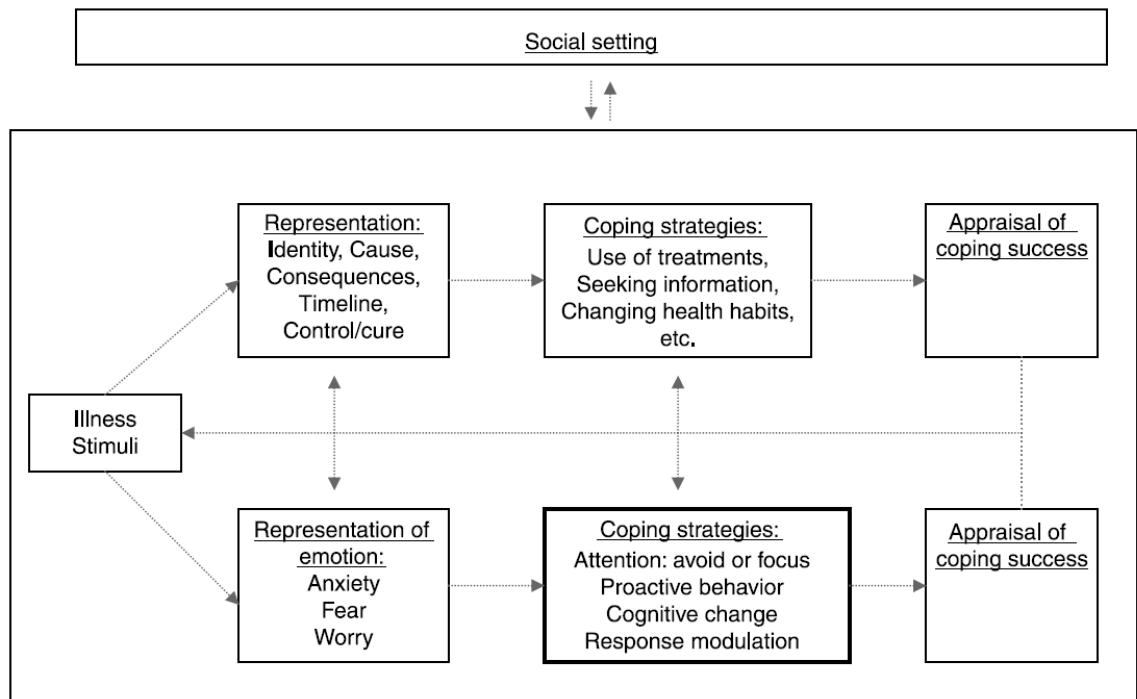 Social setting
Representation:
Identity, Cause,
Consequences,
Timeline,
Control/cure
Coping strategies:
Use of treatments,
Seeking information,
Changing health habits,
etc.
Appraisal of
coping success
Illness
Stimuli
Representation of
emotion:
Anxiety
Fear
Worry
Coping strategies:
Attention: avoid or focus
Proactive behavior
Cognitive change
Response modulation
Appraisal of
coping success